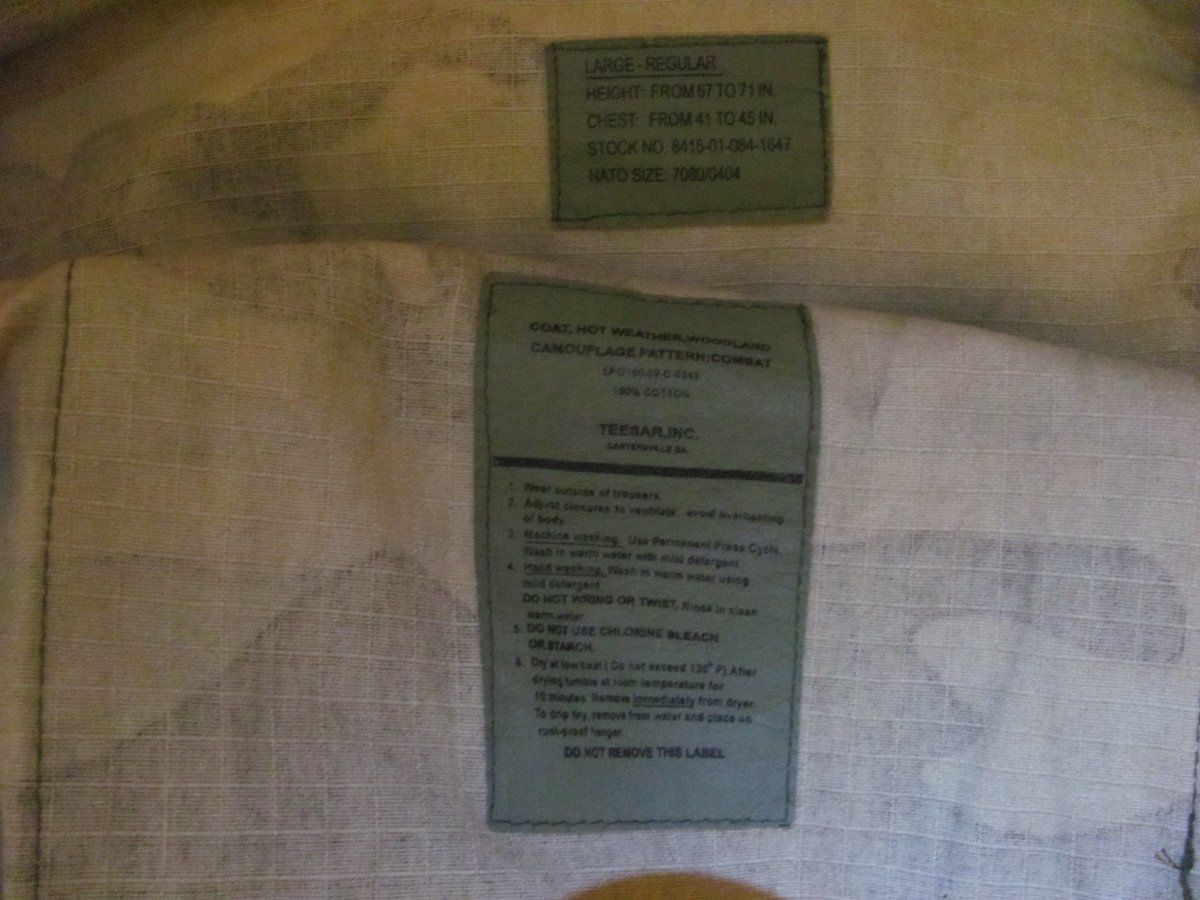 LARGE - REGULAR
HEIGHT: FROM 67 TO 71 IN
CHEST: FROM 41 TO 45 IN.
STOCK NO. 8415-01-084-1647
NATO SIZE: 7080/0404
COAT, HOT WEATHER, WOODLAND
CAMOUFLAGE PATTERN; COMBAT
100% COTTON
TEESAR, INC.
CARTERSVILLE GA.
1. Wear outside of trousers.
2. Adjust closures to ventilate - avoid overheating
of body.
3. Machine washing. Use Permanent Press Cycle.
Wash in warm water with mild detergent.
4. Hand washing. Wash in warm water using
mild detergent.
DO NOT WRING OR TWIST, Rinse in clean
warm water
5. DO NOT USE CHLORINE BLEACH
OR STARCH.
6. Dry at low heat ( Do not exceed 130° F). After
drying tumble at room temperature for
10 minutes. Remove immediately from dryer.
To drip dry, remove from water and place on
rust-proof hanger.
DO NOT REMOVE THIS LABEL